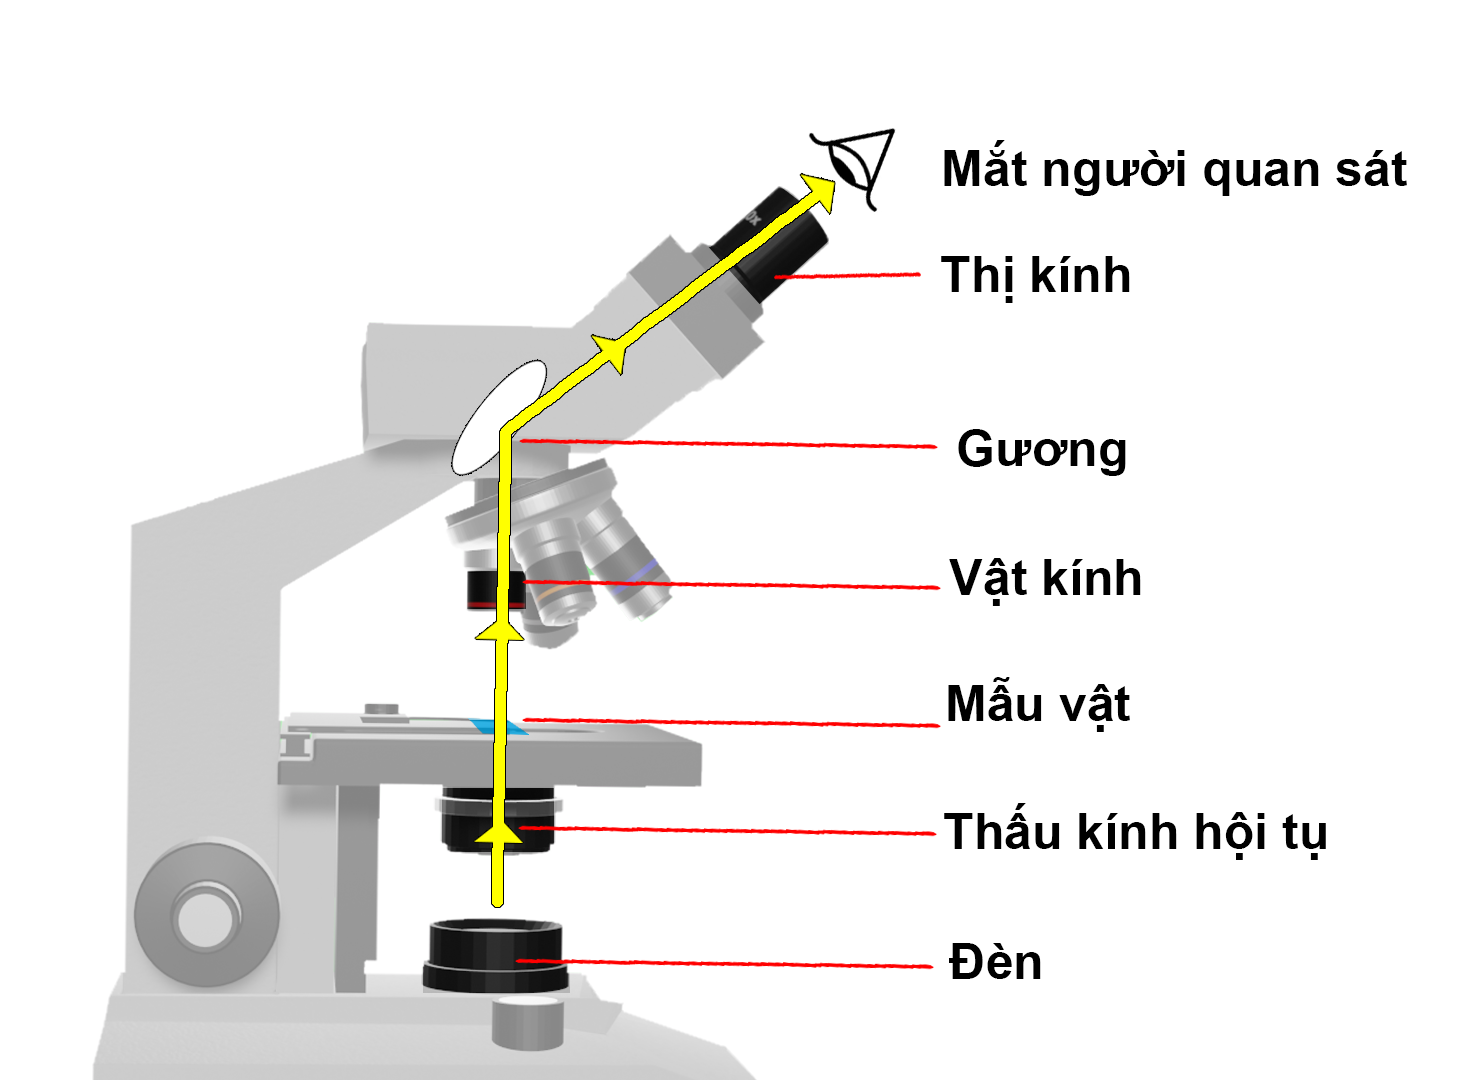 Mắt người quan sát
Thị kính
Gương
Vật kính
Mẫu vật
Thấu kính hội tụ
Đèn